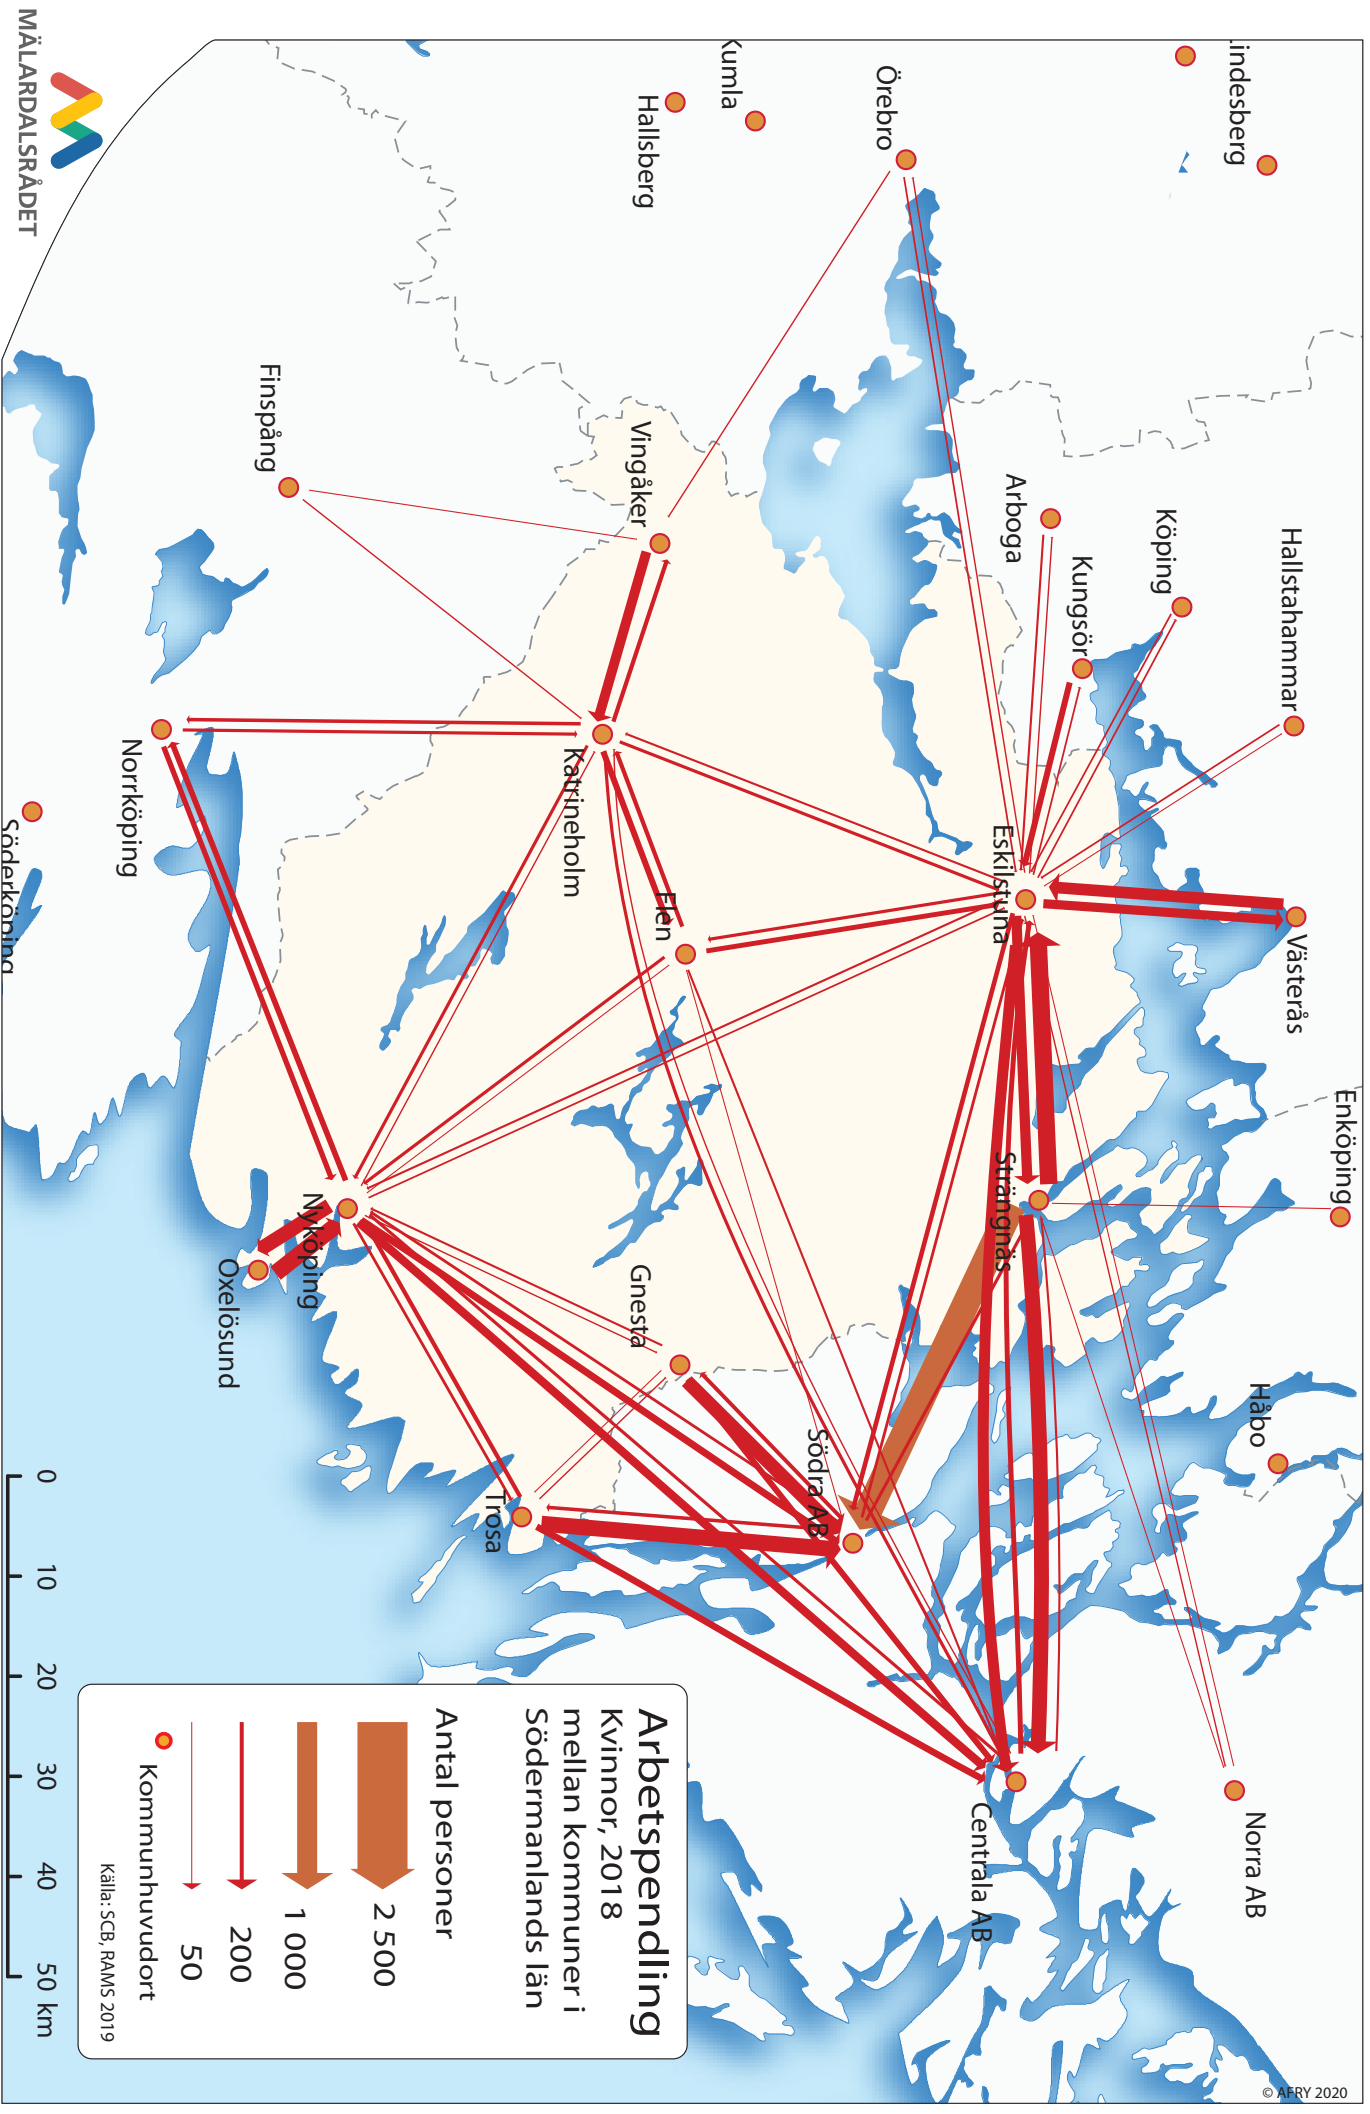 MÄLARDALSRÅDET
Lindesberg
Kumla
Hallsberg
Örebro
Finspång
Vingåker
Arboga
Köping
Kungsör
Hallstahammar
Norrköping
Katrineholm
Söderköping
Eskilstuna
Flen
Västerås
Enköping
Strängnäs
Nyköping
Oxelösund
Gnesta
Håbo
Södra AB
Trosa
Norra AB
Centrala AB
Arbetspendling
Kvinnor, 2018
mellan kommuner i
Södermanlands län
Antal personer
2 500
1 000
200
50
Kommunhuvudort
Källa: SCB, RAMS 2019
0 10 20 30 40 50 km
© AFRY 2020